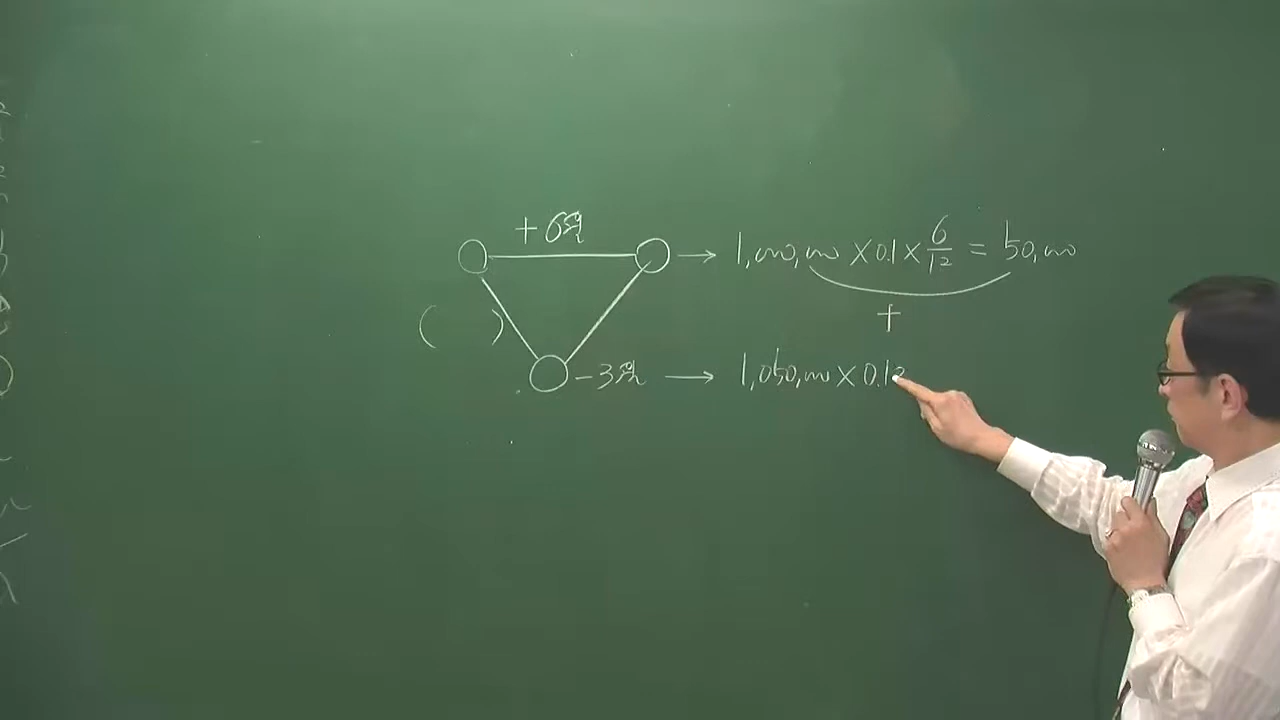 +6월
1,000,000 × 0.1 × 6/12 = 50,000
( )
+
-3월 → 1,050,000 × 0.12